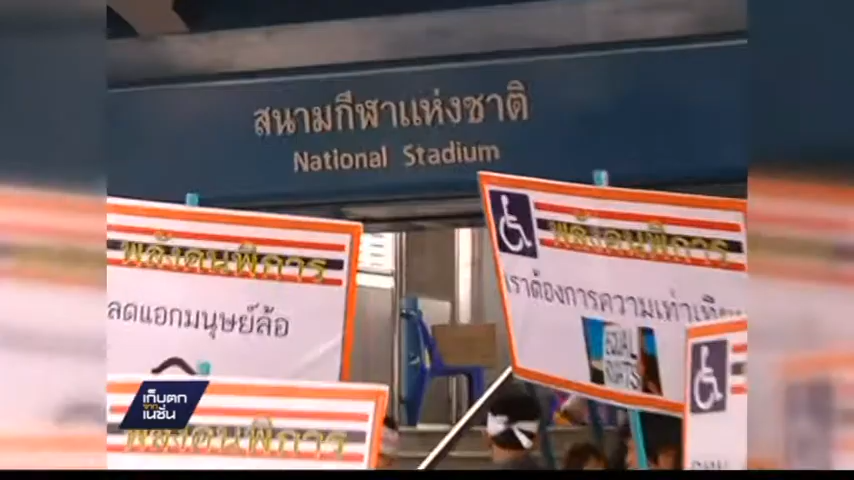 สนามกีฬาแห่งชาติ
National Stadium
พลังคนพิการ
ปลดแอกมนุษย์ล้อ
พลังคนพิการ
เราต้องการความเท่าเทียม
EQUAL
RIGHTS
พลังคนพิการ
เก็บตก
จาก
เนชั่น